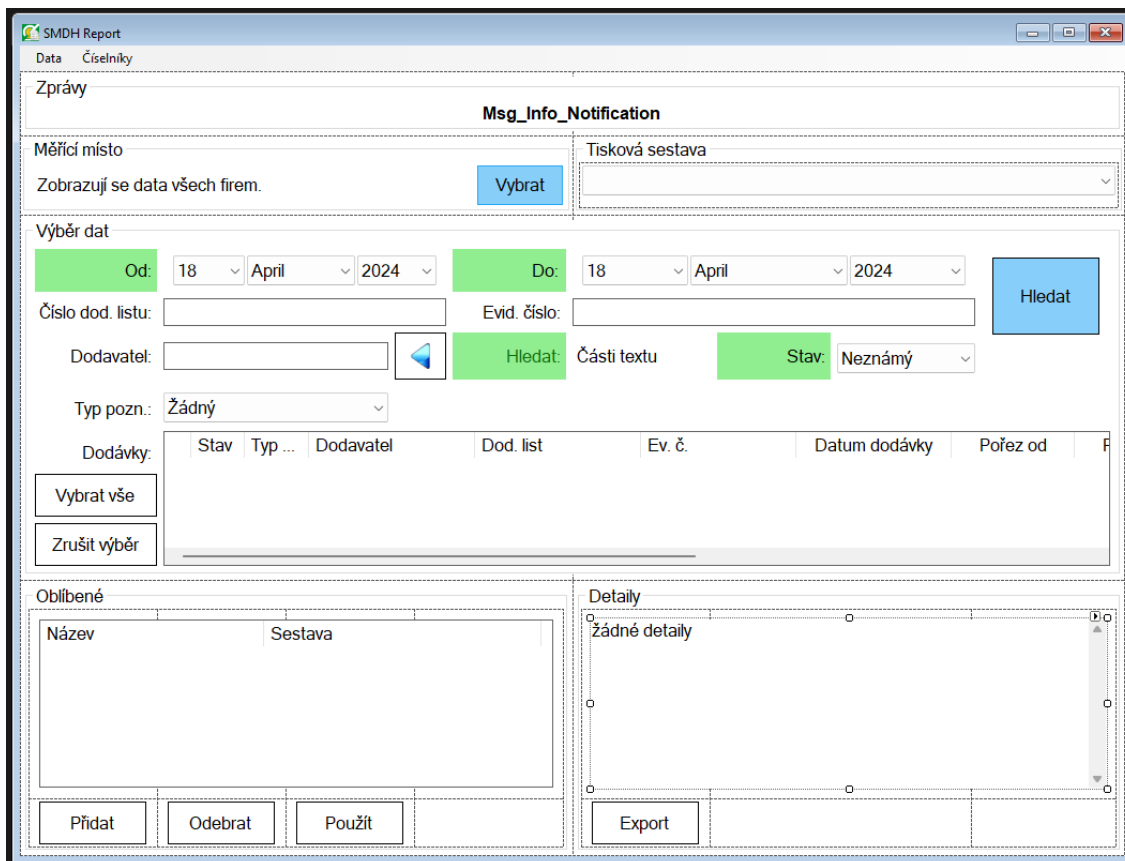 SMDH Report
Data Číselníky
Zprávy
Msg_Info_Notification
Měřící místo
Tisková sestava
Zobrazují se data všech firem.
Vybrat
Výběr dat
Od: 18 April 2024 Do: 18 April 2024
Hledat
Číslo dod. listu: Evid. číslo:
Dodavatel: Hledat: Části textu Stav: Neznámý
Typ pozn.: Žádný
Dodávky:
Stav Typ ... Dodavatel Dod. list Ev. č. Datum dodávky Pořez od
Vybrat vše
Zrušit výběr
Oblíbené
Název Sestava
Přidat Odebrat Použít
Detaily
žádné detaily
Export